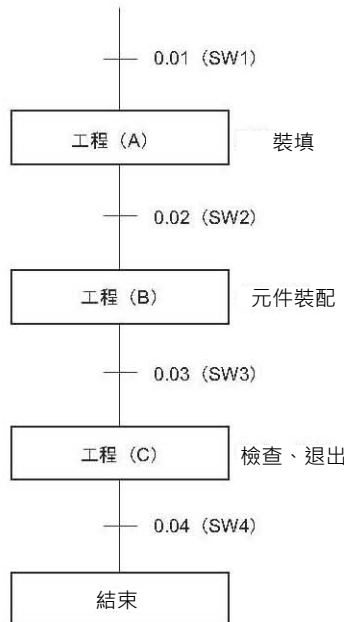 0.01 (SW1)
工程 (A) 裝填
0.02 (SW2)
工程 (B) 元件裝配
0.03 (SW3)
工程 (C) 檢查、退出
0.04 (SW4)
結束